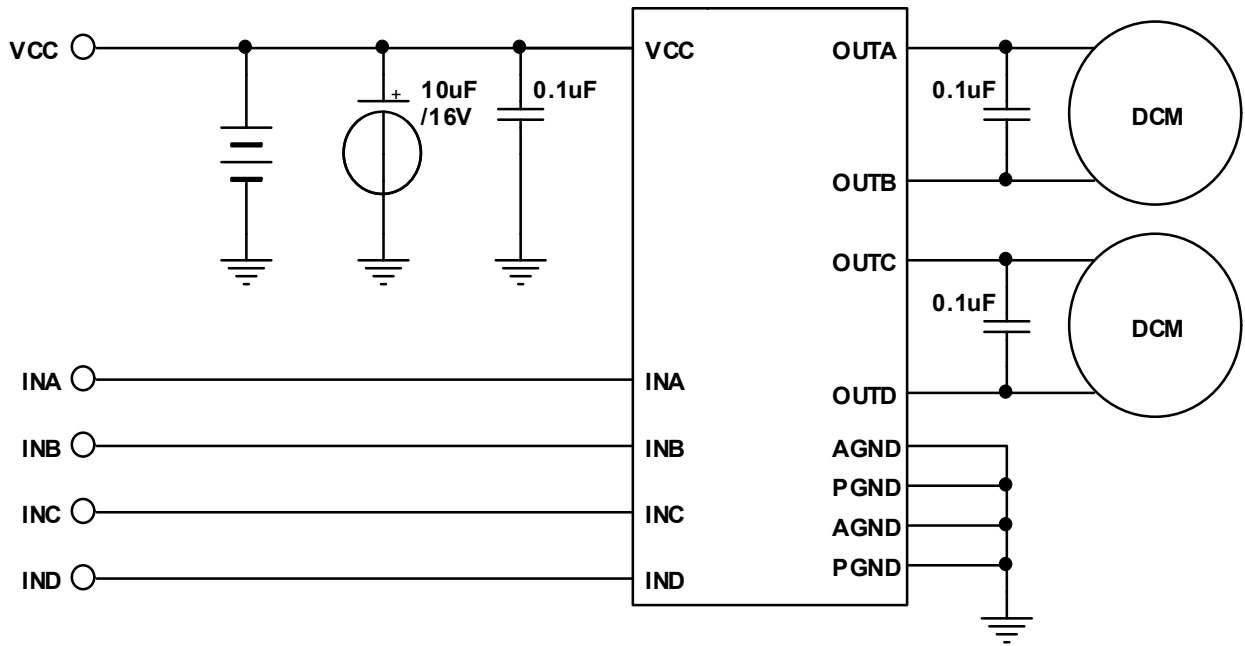 VCC
+
10uF
/16V
0.1uF
VCC
OUTA
0.1uF
DCM
OUTB
OUTC
0.1uF
DCM
OUTD
INA
INA
INB
INB
AGND
PGND
INC
INC
AGND
PGND
IND
IND